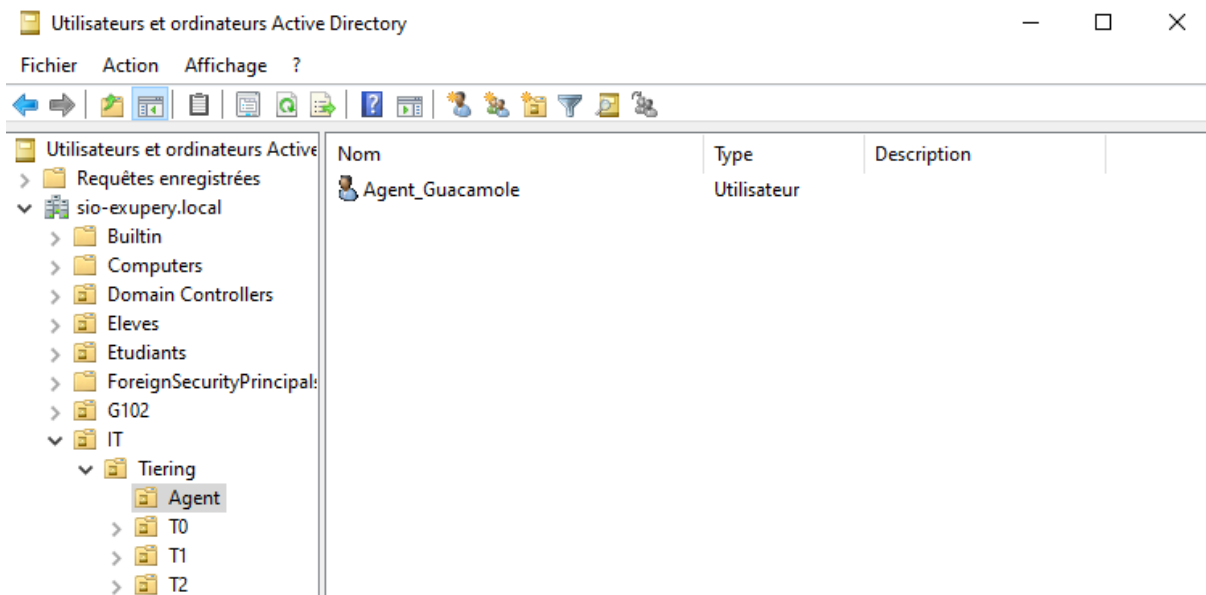 Utilisateurs et ordinateurs Active Directory
Fichier Action Affichage ?
Utilisateurs et ordinateurs Active
Requêtes enregistrées
sio-exupery.local
Builtin
Computers
Domain Controllers
Eleves
Etudiants
ForeignSecurityPrincipals
G102
IT
Tiering
Agent
T0
T1
T2
Nom Type Description
Agent_Guacamole Utilisateur